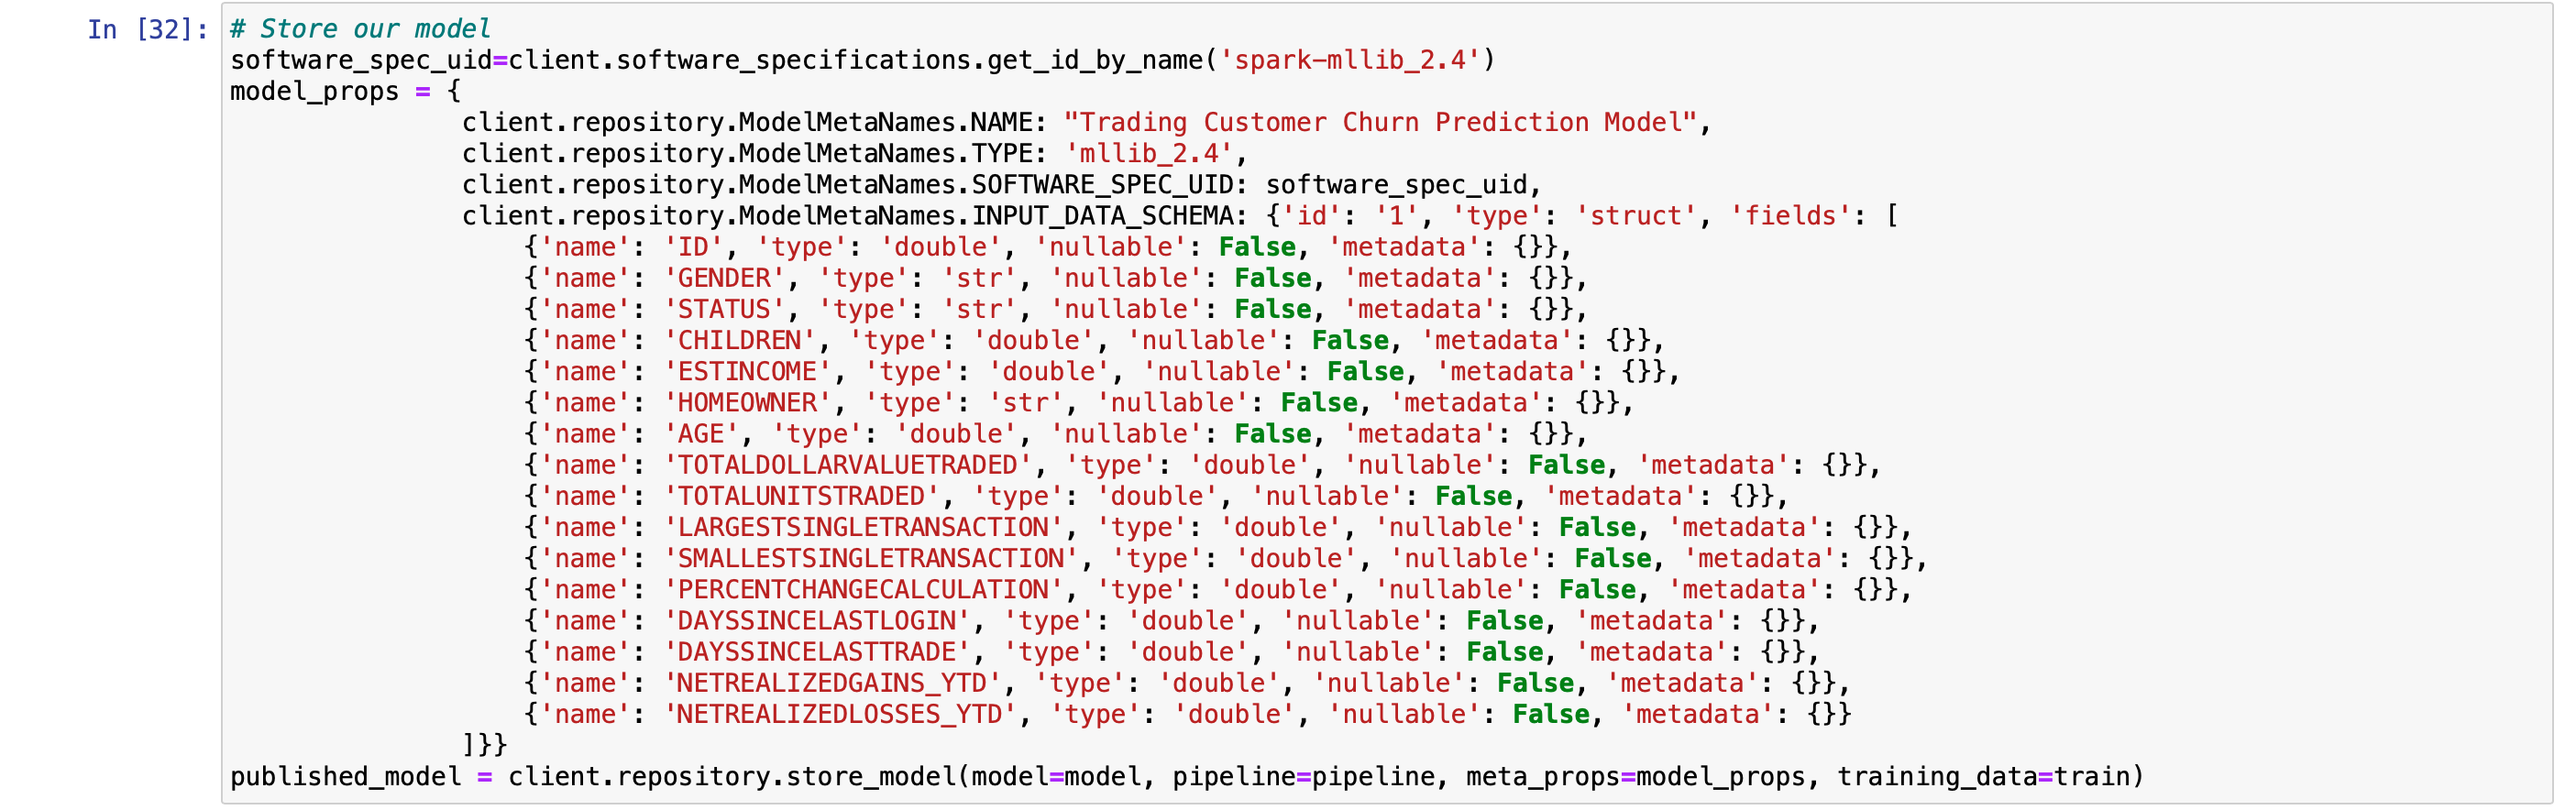 In [32]: # Store our model
software_spec_uid=client.software_specifications.get_id_by_name('spark-mllib_2.4')
model_props = {
client.repository.ModelMetaNames.NAME: "Trading Customer Churn Prediction Model",
client.repository.ModelMetaNames.TYPE: 'mllib_2.4',
client.repository.ModelMetaNames.SOFTWARE_SPEC_UID: software_spec_uid,
client.repository.ModelMetaNames.INPUT_DATA_SCHEMA: {'id': '1', 'type': 'struct', 'fields': [
{'name': 'ID', 'type': 'double', 'nullable': False, 'metadata': {}},
{'name': 'GENDER', 'type': 'str', 'nullable': False, 'metadata': {}},
{'name': 'STATUS', 'type': 'str', 'nullable': False, 'metadata': {}},
{'name': 'CHILDREN', 'type': 'double', 'nullable': False, 'metadata': {}},
{'name': 'ESTINCOME', 'type': 'double', 'nullable': False, 'metadata': {}},
{'name': 'HOMEOWNER', 'type': 'str', 'nullable': False, 'metadata': {}},
{'name': 'AGE', 'type': 'double', 'nullable': False, 'metadata': {}},
{'name': 'TOTALDOLLARVALUETRADED', 'type': 'double', 'nullable': False, 'metadata': {}},
{'name': 'TOTALUNITSTRADED', 'type': 'double', 'nullable': False, 'metadata': {}},
{'name': 'LARGESTSINGLETRANSACTION', 'type': 'double', 'nullable': False, 'metadata': {}},
{'name': 'SMALLESTSINGLETRANSACTION', 'type': 'double', 'nullable': False, 'metadata': {}},
{'name': 'PERCENTCHANGECALCULATION', 'type': 'double', 'nullable': False, 'metadata': {}},
{'name': 'DAYSSINCELASTLOGIN', 'type': 'double', 'nullable': False, 'metadata': {}},
{'name': 'DAYSSINCELASTTRADE', 'type': 'double', 'nullable': False, 'metadata': {}},
{'name': 'NETREALIZEDGAINS_YTD', 'type': 'double', 'nullable': False, 'metadata': {}},
{'name': 'NETREALIZEDLOSSES_YTD', 'type': 'double', 'nullable': False, 'metadata': {}}
]}}
published_model = client.repository.store_model(model=model, pipeline=pipeline, meta_props=model_props, training_data=train)